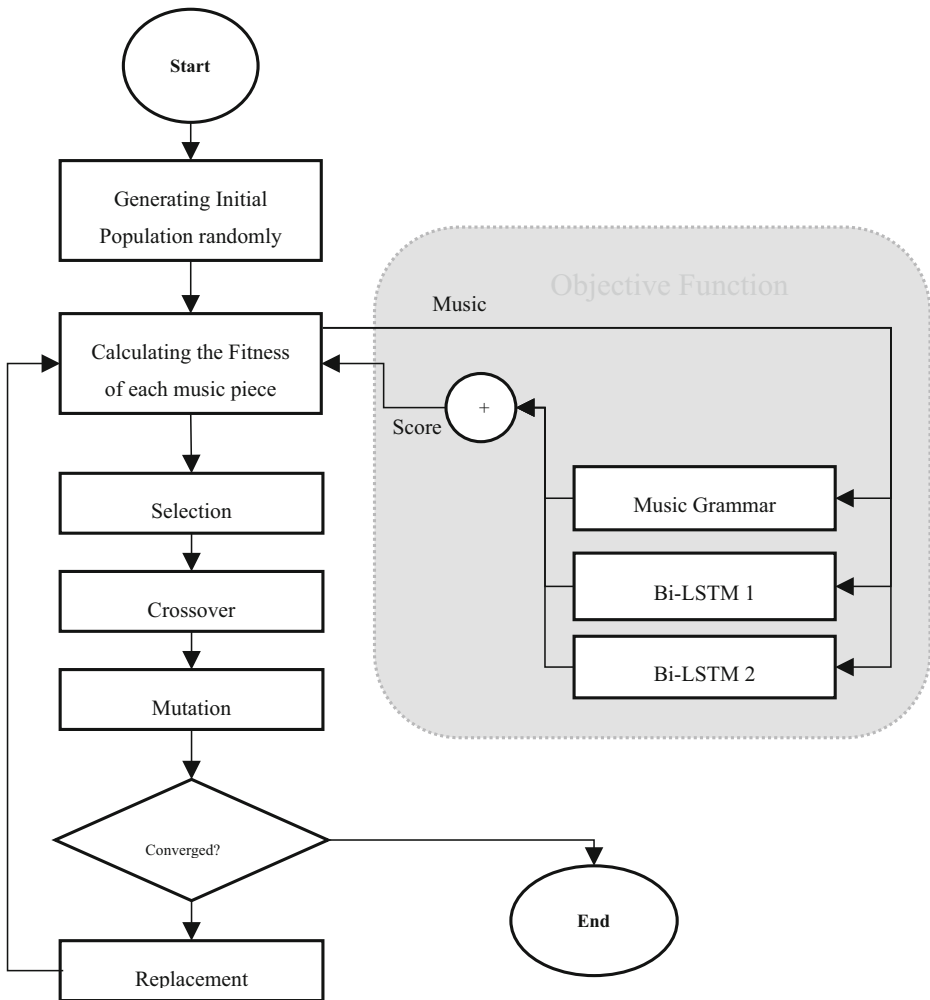 Start
Generating Initial
Population randomly
Objective Function
Music
Calculating the Fitness
of each music piece
+
Score
Selection
Music Grammar
Crossover
Bi-LSTM 1
Bi-LSTM 2
Mutation
Converged?
End
Replacement